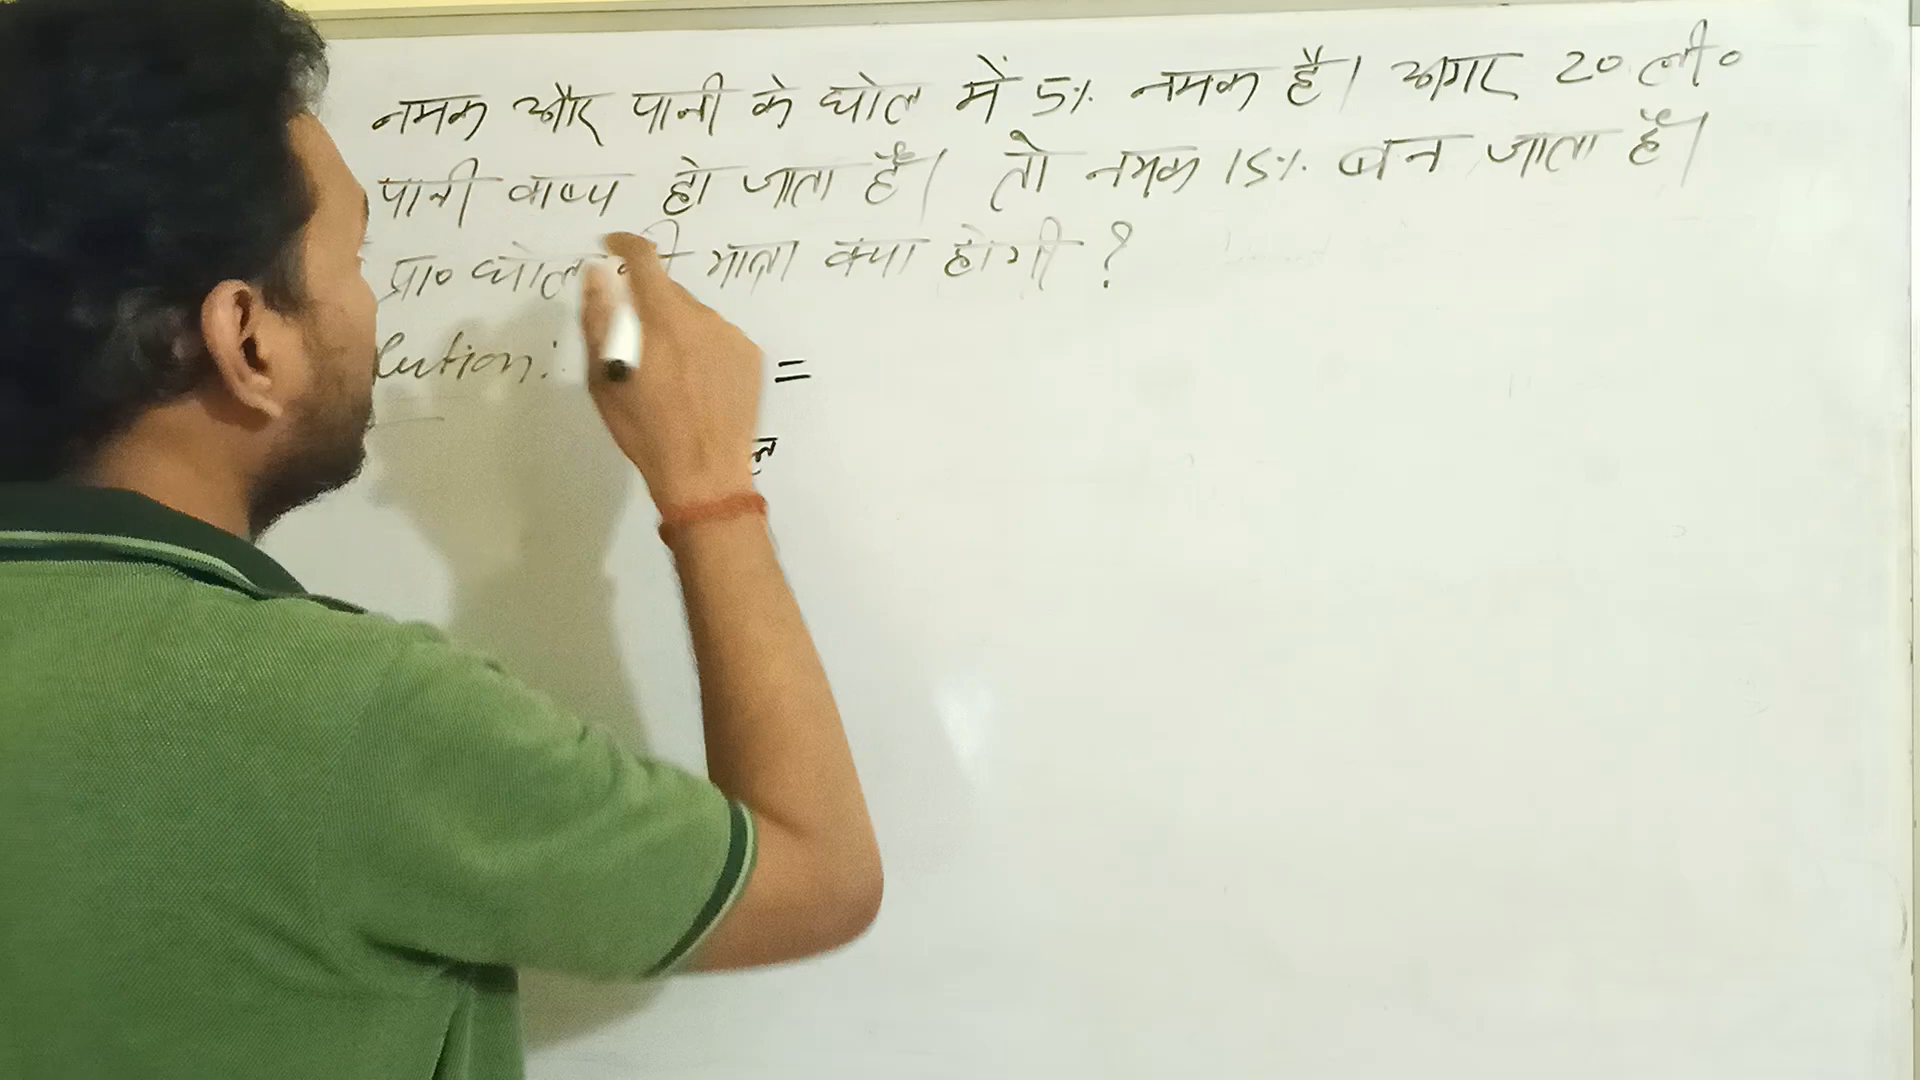 नमक और पानी के घोल में 5% नमक है। अगर 20 ली०
पानी वाष्प हो जाता है। तो नमक 15% बन जाता है।
प्रा० घोल की मात्रा क्या होगी ?
lution: =